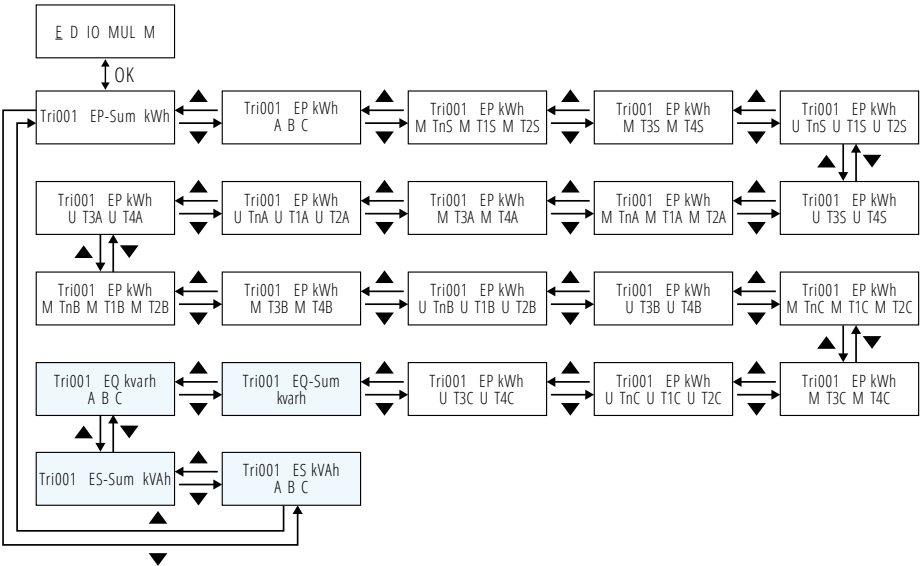 E D IO MUL M
OK
Tri001 EP-Sum kWh
Tri001 EP kWh
A B C
Tri001 EP kWh
M TnS M T1S M T2S
Tri001 EP kWh
M T3S M T4S
Tri001 EP kWh
U TnS U T1S U T2S
Tri001 EP kWh
U T3A U T4A
Tri001 EP kWh
U TnA U T1A U T2A
Tri001 EP kWh
M T3A M T4A
Tri001 EP kWh
M TnA M T1A M T2A
Tri001 EP kWh
U T3S U T4S
Tri001 EP kWh
M TnB M T1B M T2B
Tri001 EP kWh
M T3B M T4B
Tri001 EP kWh
U TnB U T1B U T2B
Tri001 EP kWh
U T3B U T4B
Tri001 EP kWh
M TnC M T1C M T2C
Tri001 EQ kvarh
A B C
Tri001 EQ-Sum
kvarh
Tri001 EP kWh
U T3C U T4C
Tri001 EP kWh
U TnC U T1C U T2C
Tri001 EP kWh
M T3C M T4C
Tri001 ES-Sum kVAh
Tri001 ES kVAh
A B C